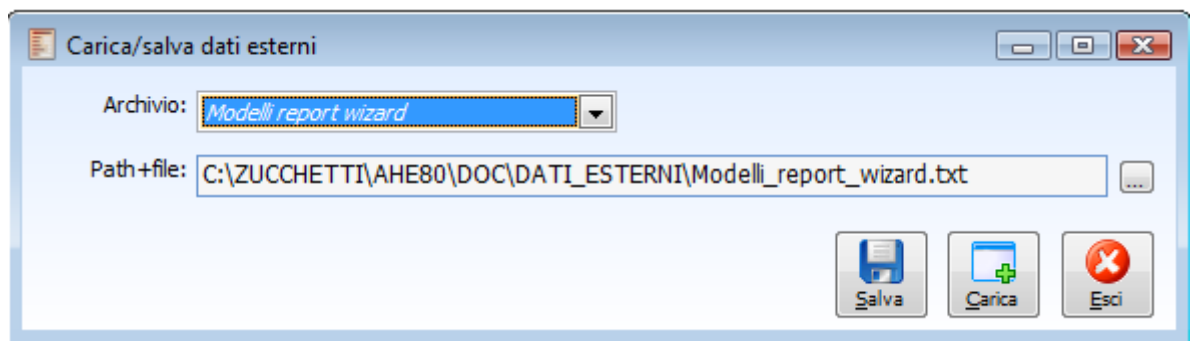 Carica/salva dati esterni
Archivio: Modelli report wizard
Path+file: C:\ZUCCHETTI\AHE80\DOC\DATI_ESTERNI\Modelli_report_wizard.txt ...
Salva Carica Esci